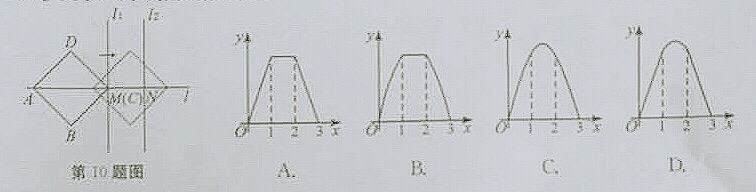 l₁ l₂
D
A M(C) N l
B
第10题图
y
O 1 2 3 x
A.
y
O 1 2 3 x
B.
y
O 1 2 3 x
C.
y
O 1 2 3 x
D.